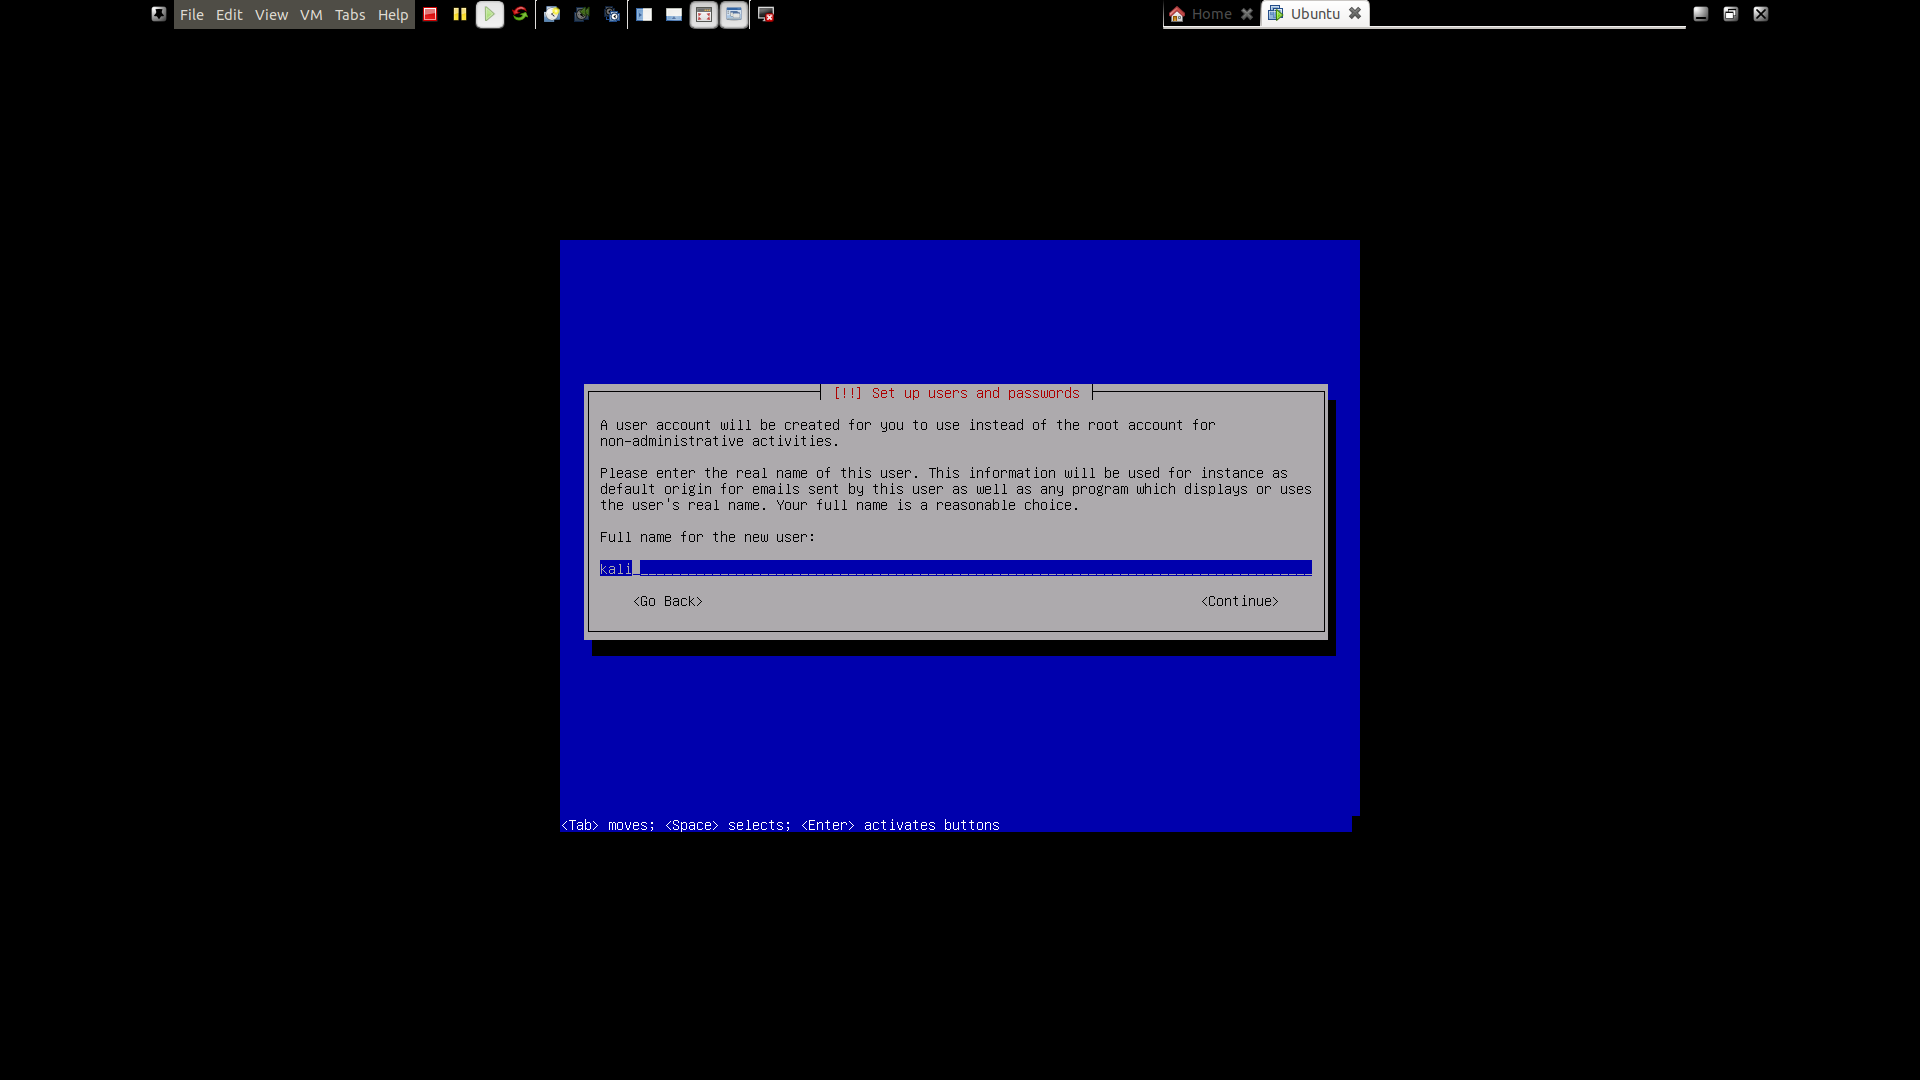 File Edit View VM Tabs Help
Home Ubuntu
[!!] Set up users and passwords
A user account will be created for you to use instead of the root account for
non-administrative activities.
Please enter the real name of this user. This information will be used for instance as
default origin for emails sent by this user as well as any program which displays or uses
the user's real name. Your full name is a reasonable choice.
Full name for the new user:
kali
<Go Back> <Continue>
<Tab> moves; <Space> selects; <Enter> activates buttons